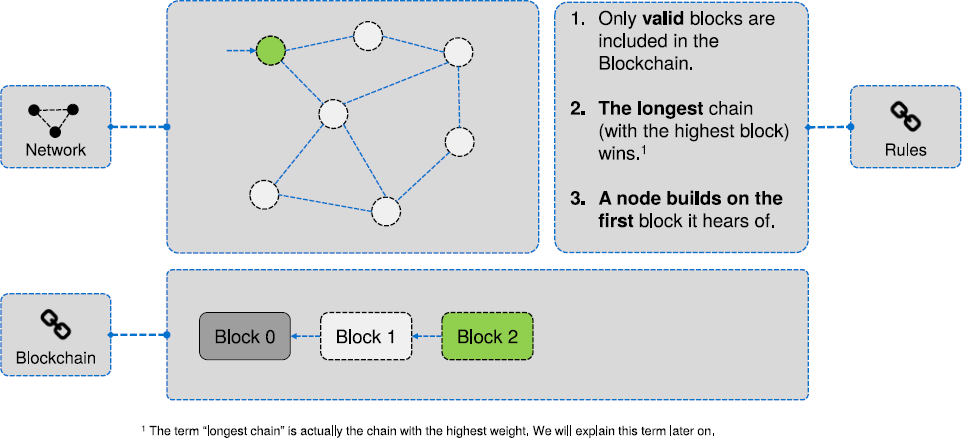 1. Only valid blocks are
included in the
Blockchain.
2. The longest chain
(with the highest block)
wins.¹
3. A node builds on the
first block it hears of.
Network
Rules
Blockchain
Block 0
Block 1
Block 2
¹ The term “longest chain” is actually the chain with the highest weight. We will explain this term later on.